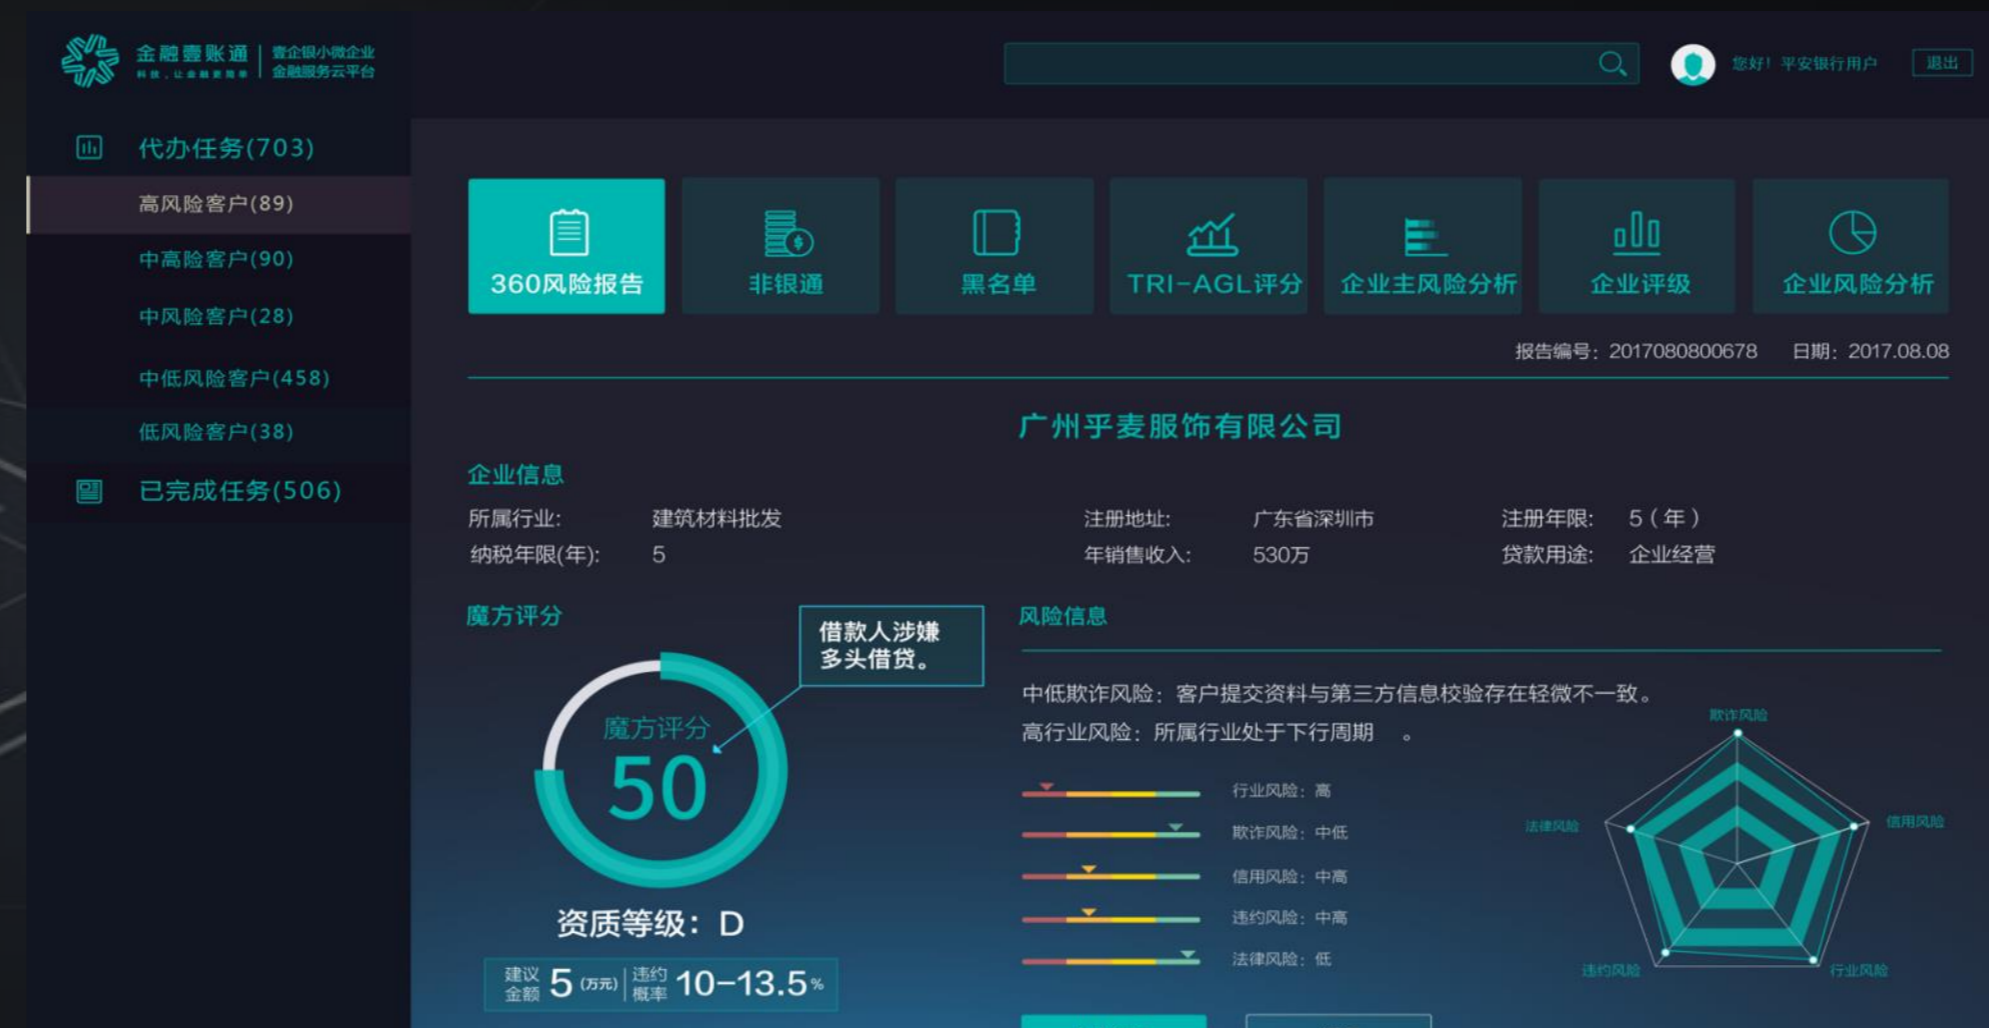 金融壹账通
科技，让金融更简单
壹企银小微企业
金融服务云平台
您好！平安银行用户
退出
代办任务(703)
高风险客户(89)
中高险客户(90)
中风险客户(28)
中低风险客户(458)
低风险客户(38)
已完成任务(506)
360风险报告
非银通
黑名单
TRI-AGL评分
企业主风险分析
企业评级
企业风险分析
报告编号：2017080800678 日期：2017.08.08
广州乎麦服饰有限公司
企业信息
所属行业: 建筑材料批发 注册地址: 广东省深圳市 注册年限: 5（年）
纳税年限(年): 5 年销售收入: 530万 贷款用途: 企业经营
魔方评分
借款人涉嫌
多头借贷。
魔方评分
50
资质等级：D
建议金额 5 (万元) 违约概率 10-13.5%
风险信息
中低欺诈风险：客户提交资料与第三方信息校验存在轻微不一致。
高行业风险：所属行业处于下行周期 。
行业风险：高
欺诈风险：中低
信用风险：中高
违约风险：中高
法律风险：低
欺诈风险
法律风险
信用风险
违约风险
行业风险